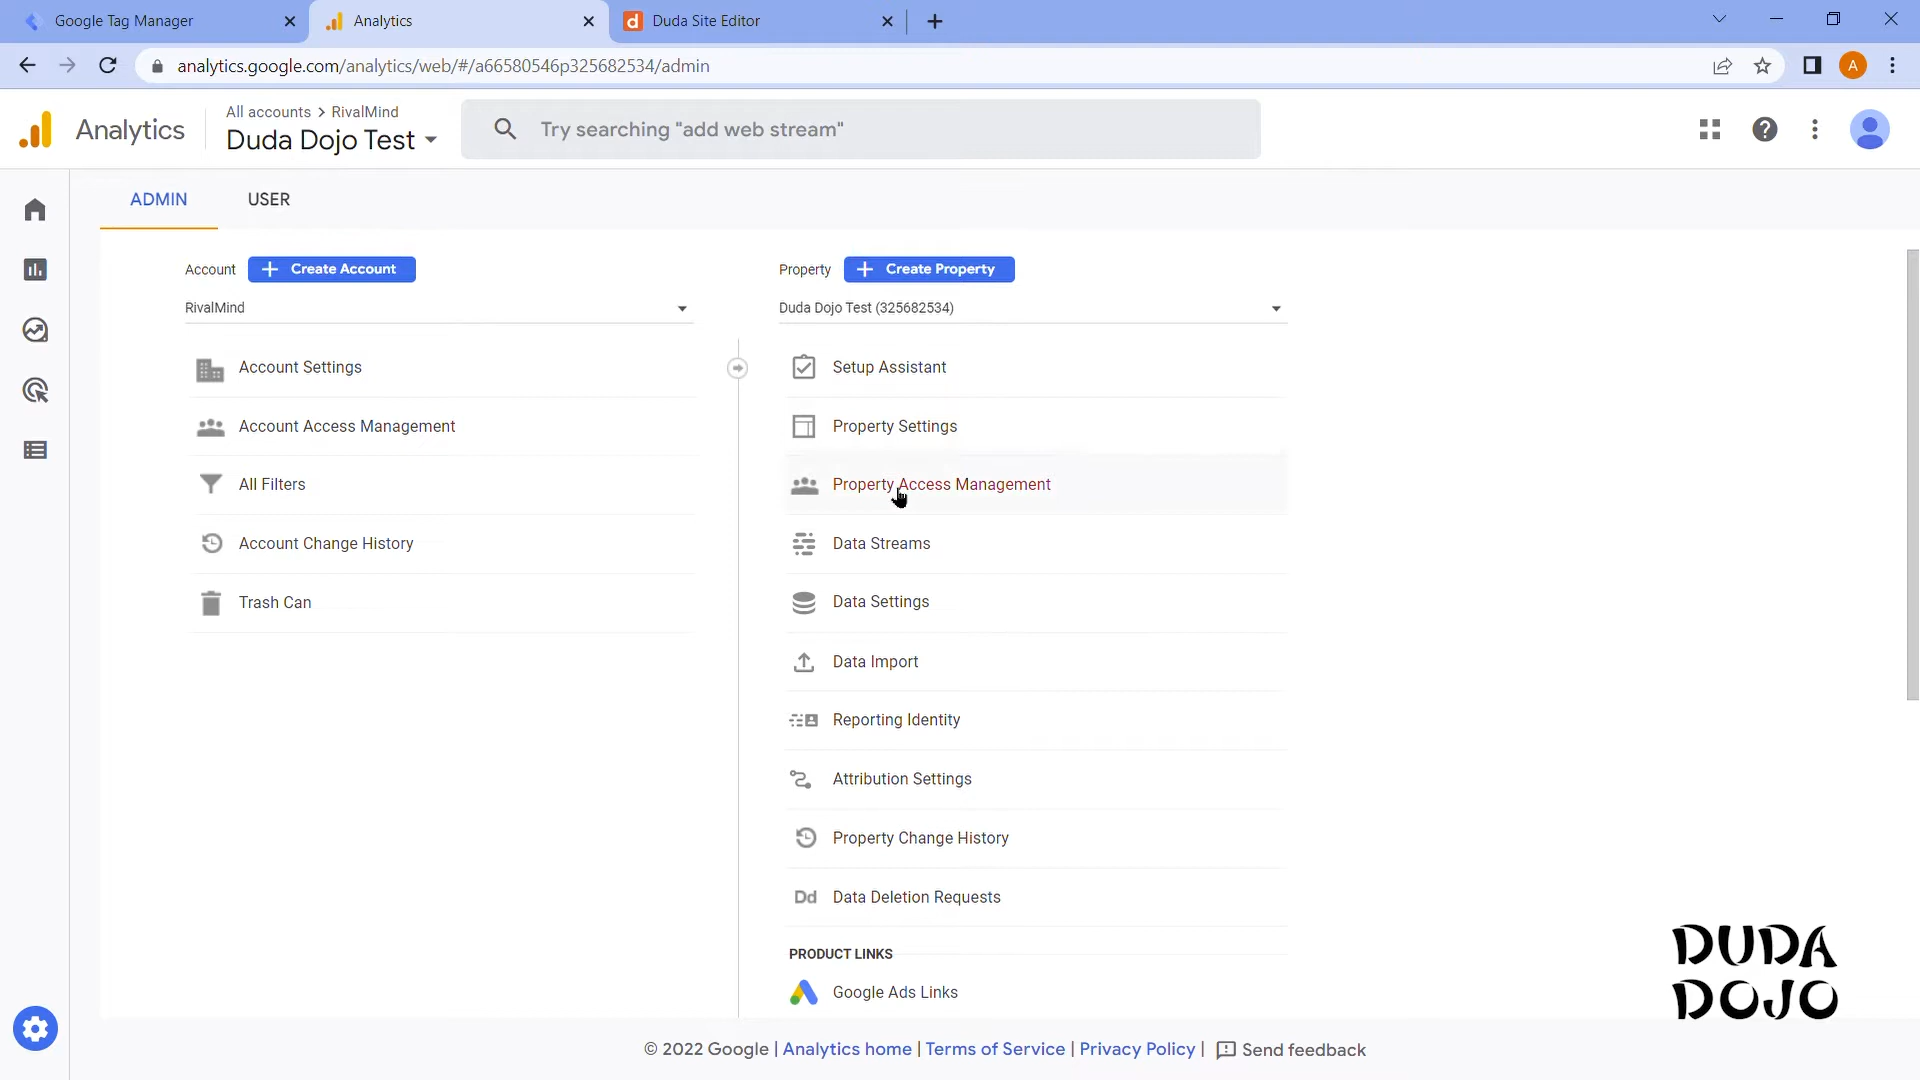 Google Tag Manager
Analytics
Duda Site Editor
analytics.google.com/analytics/web/#/a66580546p325682534/admin
A
Analytics
All accounts > RivalMind
Duda Dojo Test
Try searching "add web stream"
ADMIN
USER
Account
Create Account
RivalMind
Account Settings
Account Access Management
All Filters
Account Change History
Trash Can
Property
Create Property
Duda Dojo Test (325682534)
Setup Assistant
Property Settings
Property Access Management
Data Streams
Data Settings
Data Import
Reporting Identity
Attribution Settings
Property Change History
Dd Data Deletion Requests
PRODUCT LINKS
Google Ads Links
DUDA
DOJO
© 2022 Google | Analytics home | Terms of Service | Privacy Policy | Send feedback